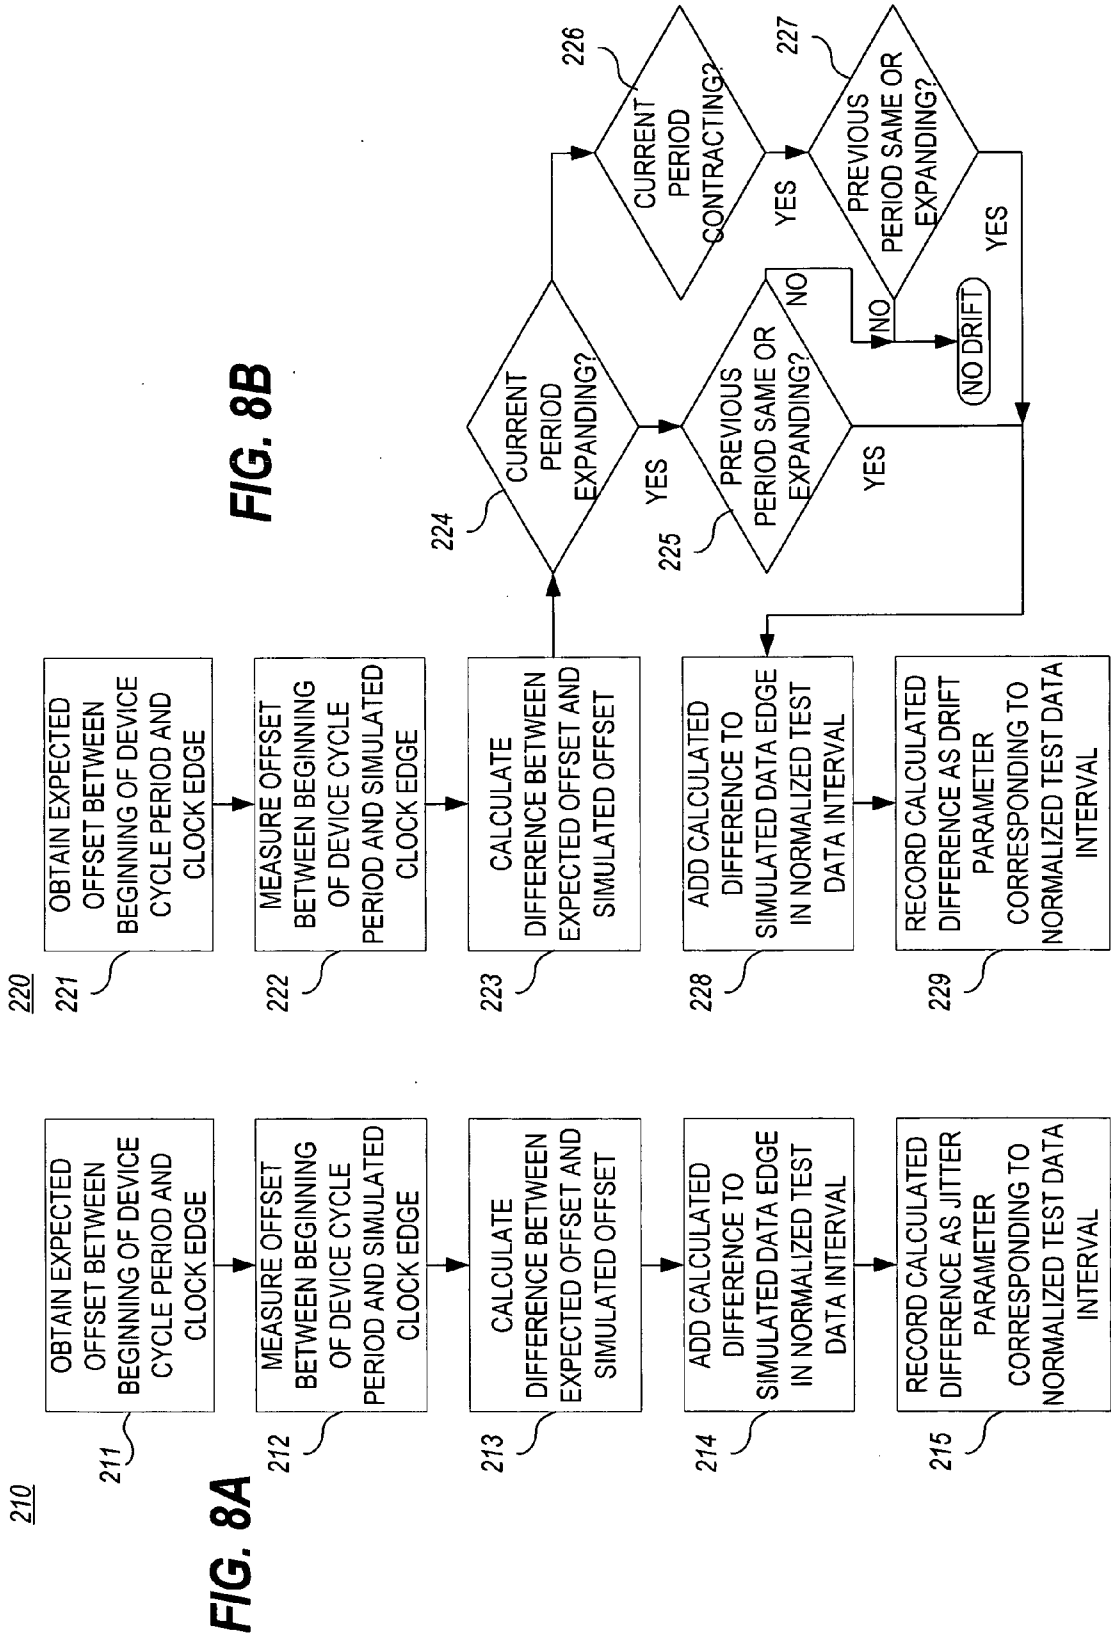 210
FIG. 8A
211
OBTAIN EXPECTED
OFFSET BETWEEN
BEGINNING OF DEVICE
CYCLE PERIOD AND
CLOCK EDGE
212
MEASURE OFFSET
BETWEEN BEGINNING
OF DEVICE CYCLE
PERIOD AND SIMULATED
CLOCK EDGE
213
CALCULATE
DIFFERENCE BETWEEN
EXPECTED OFFSET AND
SIMULATED OFFSET
214
ADD CALCULATED
DIFFERENCE TO
SIMULATED DATA EDGE
IN NORMALIZED TEST
DATA INTERVAL
215
RECORD CALCULATED
DIFFERENCE AS JITTER
PARAMETER
CORRESPONDING TO
NORMALIZED TEST DATA
INTERVAL
220
FIG. 8B
221
OBTAIN EXPECTED
OFFSET BETWEEN
BEGINNING OF DEVICE
CYCLE PERIOD AND
CLOCK EDGE
222
MEASURE OFFSET
BETWEEN BEGINNING
OF DEVICE CYCLE
PERIOD AND SIMULATED
CLOCK EDGE
223
CALCULATE
DIFFERENCE BETWEEN
EXPECTED OFFSET AND
SIMULATED OFFSET
224
CURRENT
PERIOD
EXPANDING?
YES
225
PREVIOUS
PERIOD SAME OR
EXPANDING?
NO
YES
226
CURRENT
PERIOD
CONTRACTING?
YES
227
PREVIOUS
PERIOD SAME OR
EXPANDING?
NO
YES
NO DRIFT
228
ADD CALCULATED
DIFFERENCE TO
SIMULATED DATA EDGE
IN NORMALIZED TEST
DATA INTERVAL
229
RECORD CALCULATED
DIFFERENCE AS DRIFT
PARAMETER
CORRESPONDING TO
NORMALIZED TEST DATA
INTERVAL